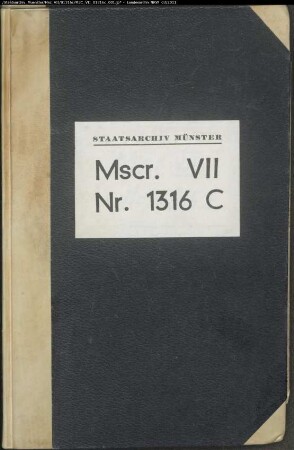 STAATSARCHIV MÜNSTER
Mscr. VII
Nr. 1316 C